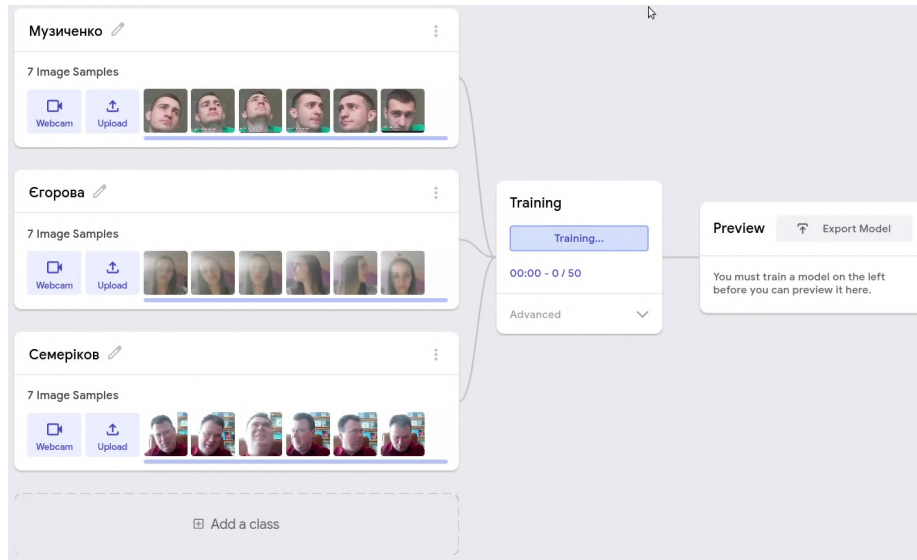 Музиченко
7 Image Samples
Webcam
Upload
Єгорова
7 Image Samples
Webcam
Upload
Семеріков
7 Image Samples
Webcam
Upload
Add a class
Training
Training...
00:00 - 0 / 50
Advanced
Preview
Export Model
You must train a model on the left
before you can preview it here.